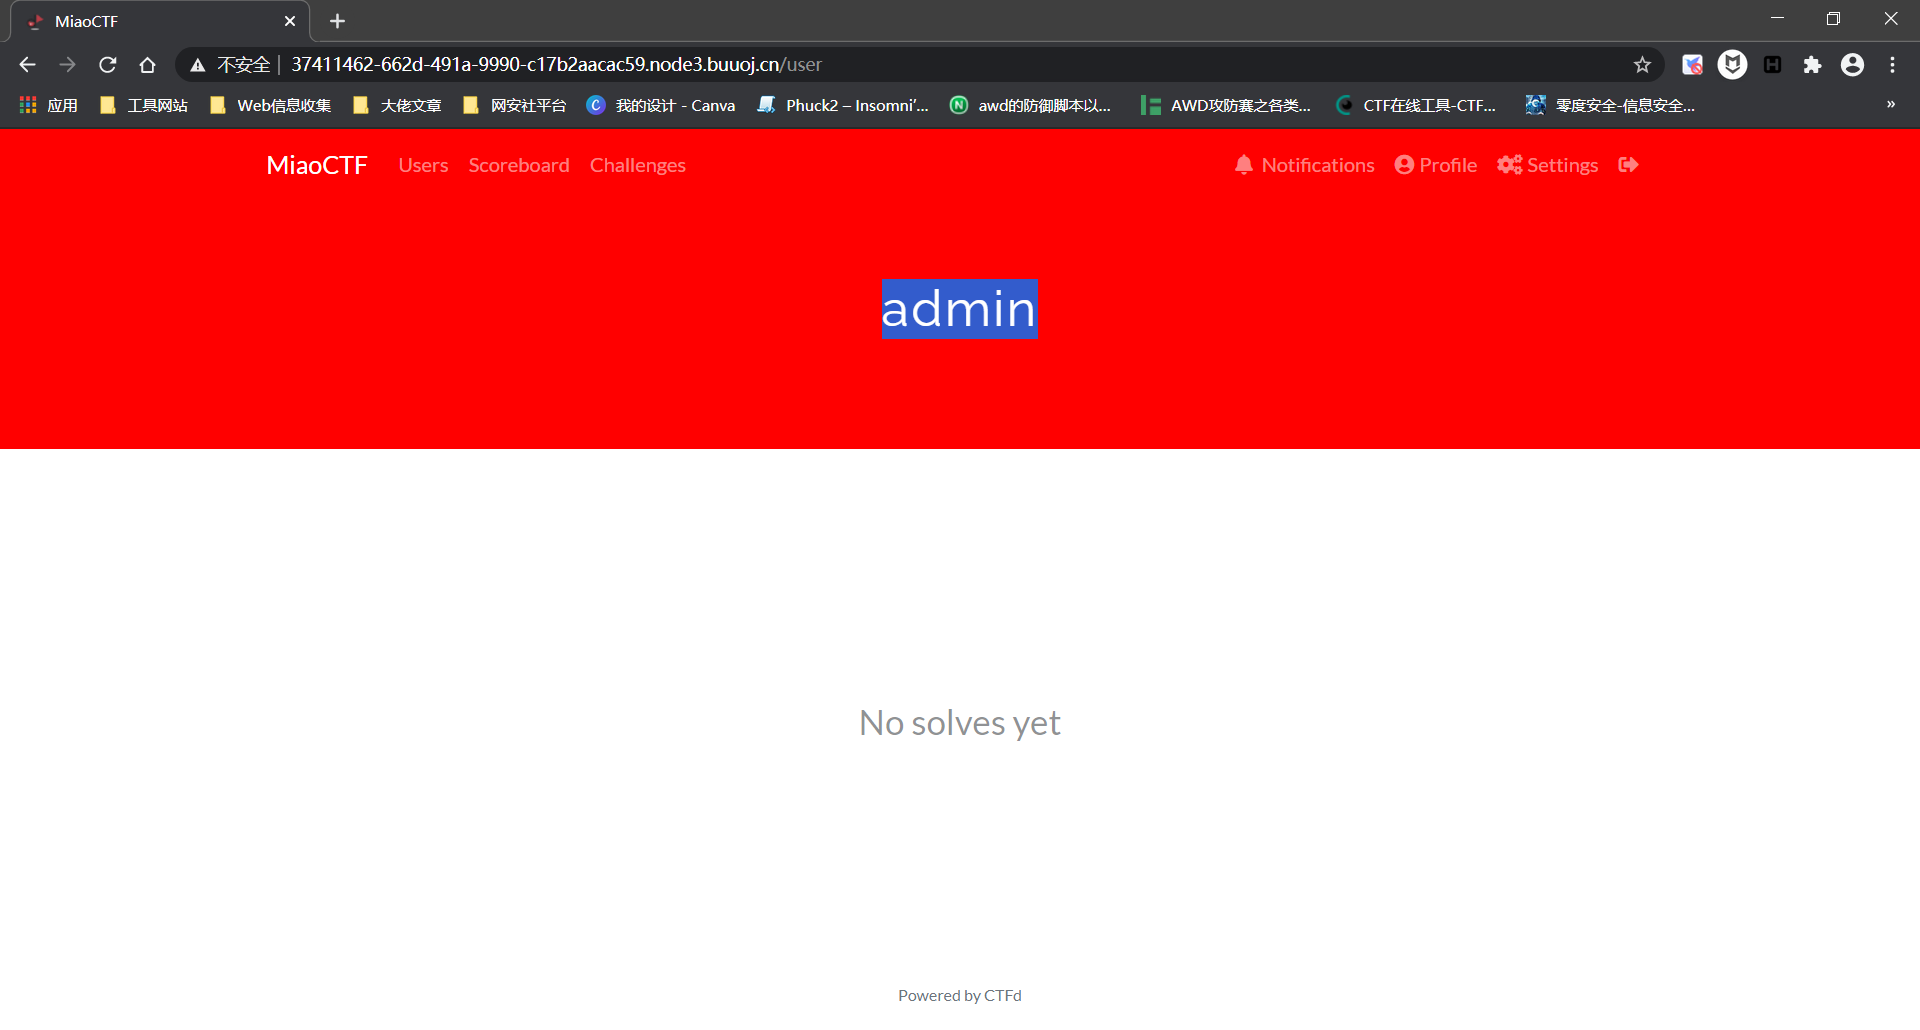 MiaoCTF
不安全 37411462-662d-491a-9990-c17b2aacac59.node3.buuoj.cn/user
应用 工具网站 Web信息收集 大佬文章 网安社平台 我的设计 - Canva Phuck2 – Insomni'... awd的防御脚本以... AWD攻防赛之各类... CTF在线工具-CTF... 零度安全-信息安全... »
MiaoCTF Users Scoreboard Challenges Notifications Profile Settings
admin
No solves yet
Powered by CTFd